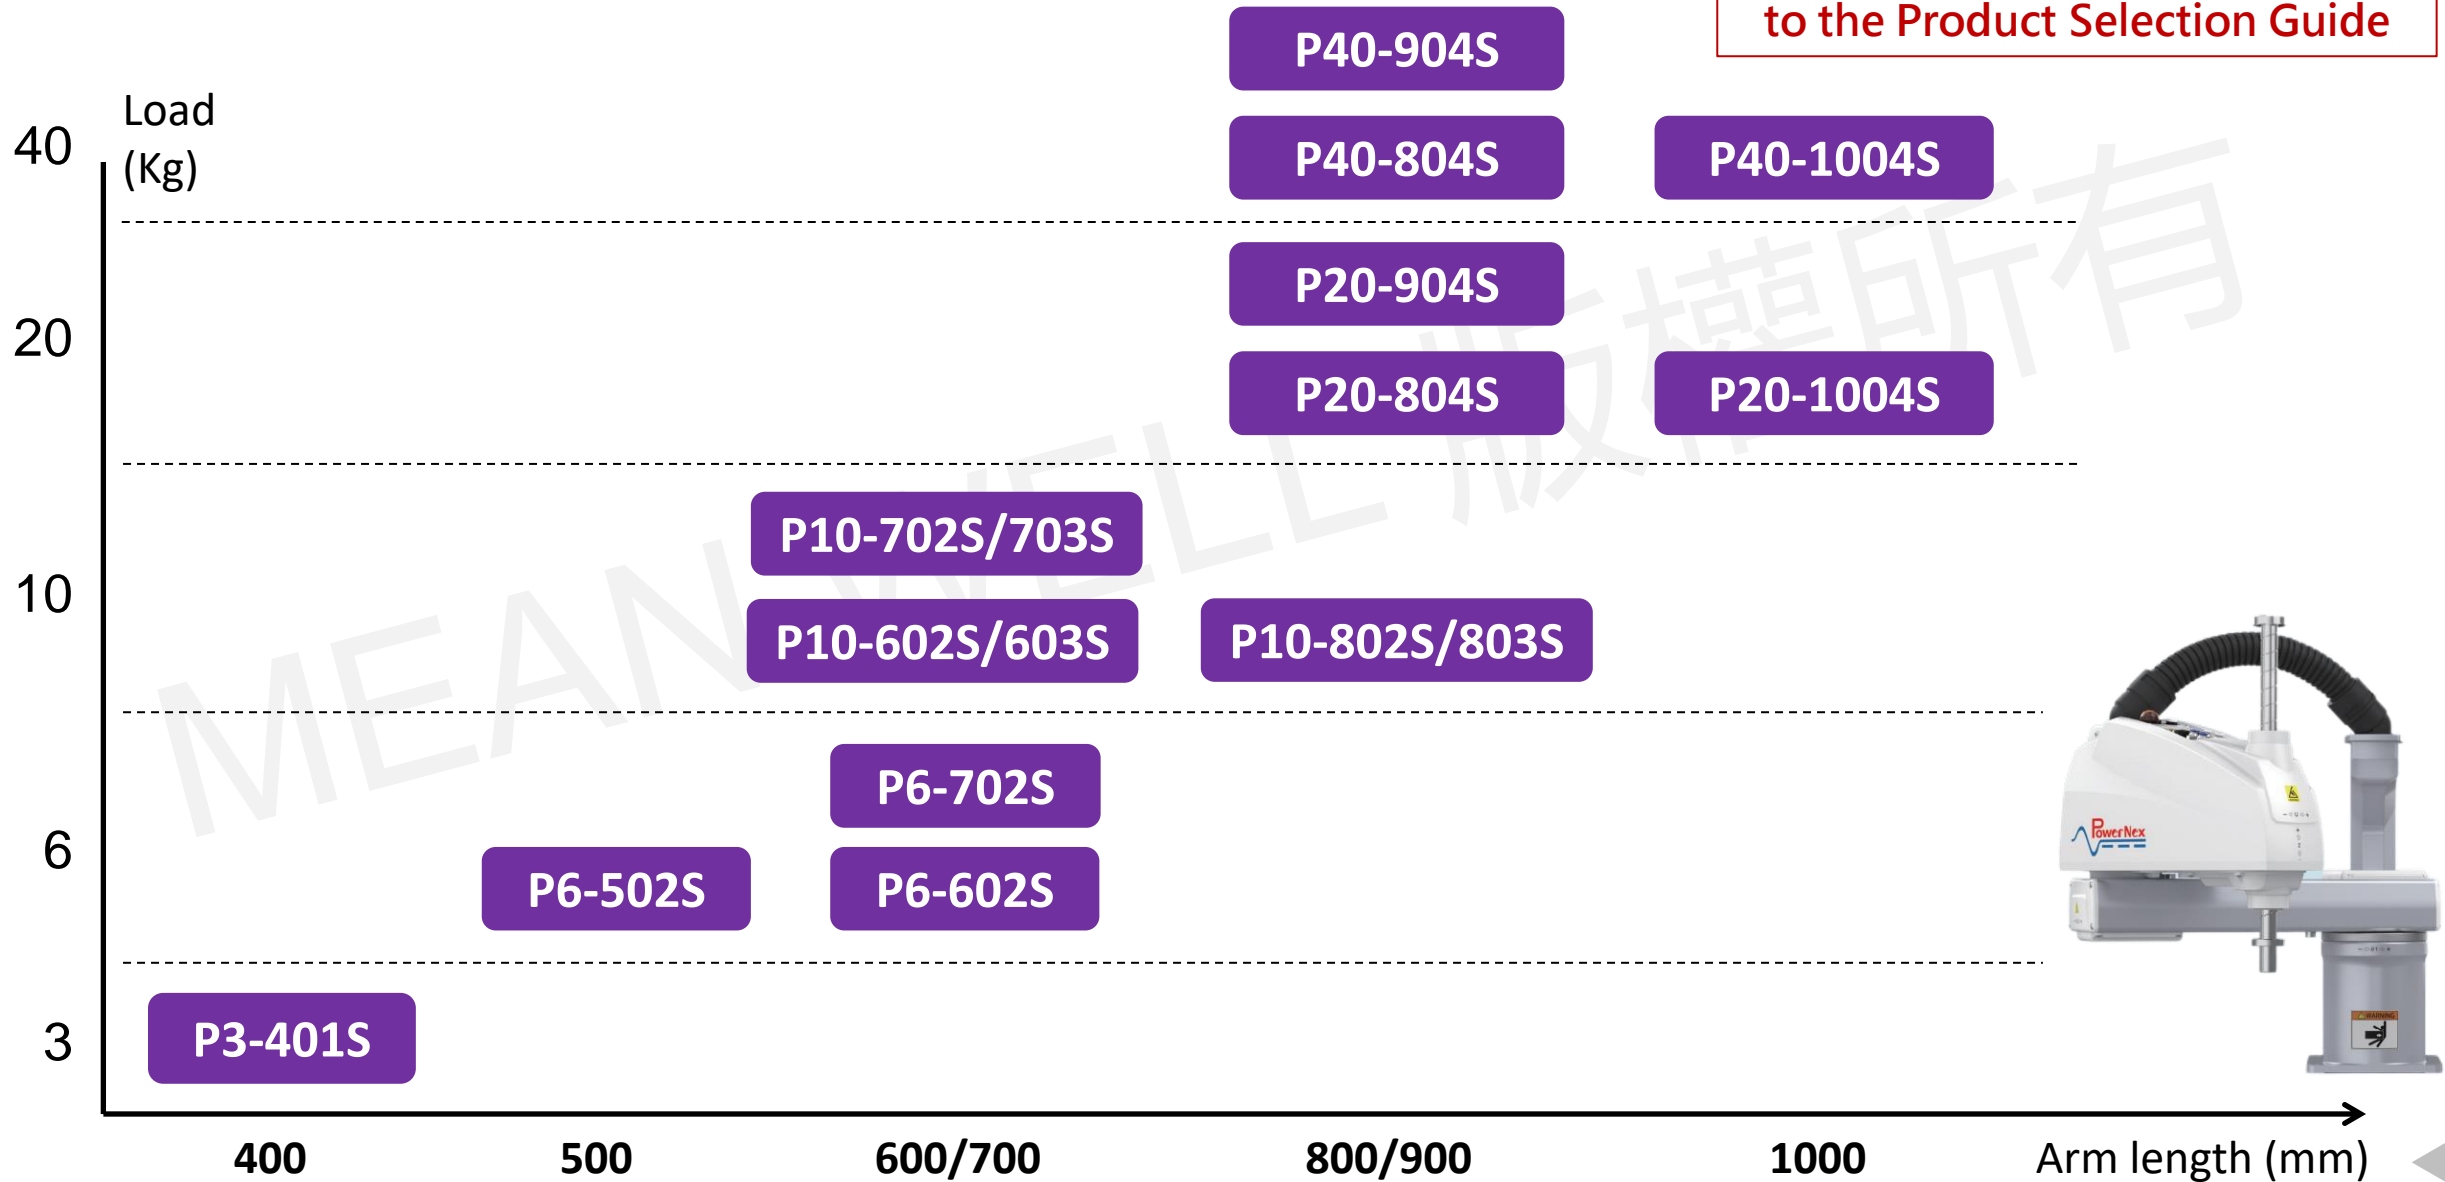 to the Product Selection Guide
P40-904S
Load
(Kg)
40
P40-804S
P40-1004S
P20-904S
20
P20-804S
P20-1004S
MEAN WELL 版權所有
P10-702S/703S
10
P10-602S/603S
P10-802S/803S
P6-702S
PowerNex
6
P6-502S
P6-602S
WARNING
3
P3-401S
400
500
600/700
800/900
1000
Arm length (mm)